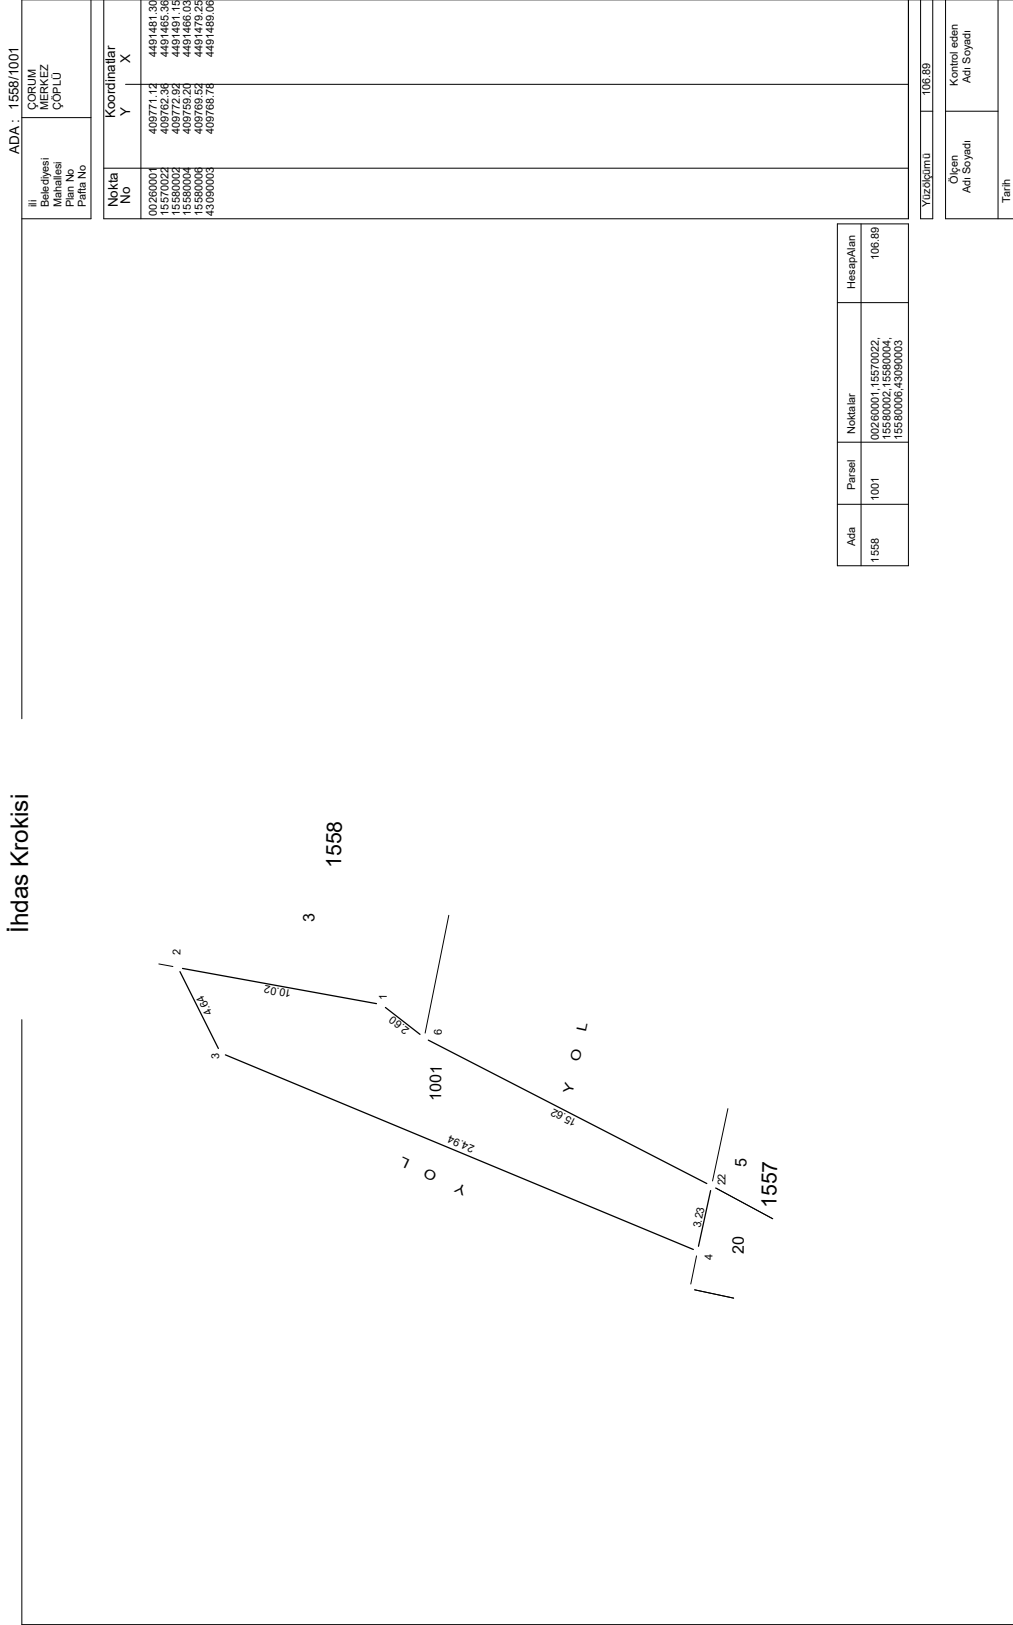 İhdas Krokisi
ADA : 1558/1001
ili
Belediyesi
Mahallesi
Plan No
Pafta No
ÇORUM
MERKEZ
ÇÖPLÜ
Nokta No Koordinatlar
Y X
00260001 409771.12 4491481.30
15570022 409762.36 4491465.36
15580002 409772.92 4491491.15
15580004 409759.20 4491466.03
15580006 409769.52 4491479.25
43090003 409768.78 4491489.06
2
4.64
3
10.02
3
1558
1
2.60
6
1001
24.94
Y O L
15.62
Y O L
3.23
22
5
1557
4
20
Ada Parsel Noktalar HesapAlan
1558 1001 00260001,15570022, 106.89
15580002,15580004,
15580006,43090003
Yüzölçümü 106.89
Ölçen
Adı Soyadı
Kontrol eden
Adı Soyadı
Tarih